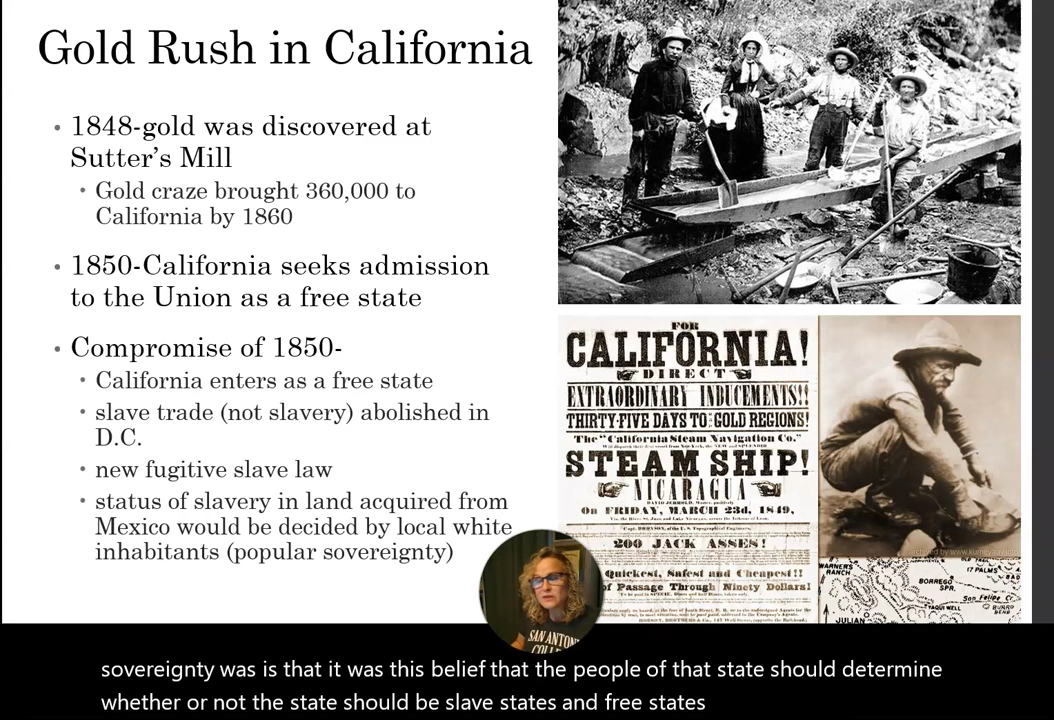 Gold Rush in California
• 1848-gold was discovered at
Sutter's Mill
• Gold craze brought 360,000 to
California by 1860
• 1850-California seeks admission
to the Union as a free state
• Compromise of 1850-
• California enters as a free state
• slave trade (not slavery) abolished in
D.C.
• new fugitive slave law
• status of slavery in land acquired from
Mexico would be decided by local white
inhabitants (popular sovereignty)
FOR
CALIFORNIA!
DIRECT
EXTRAORDINARY INDUCEMENTS!!
THIRTY-FIVE DAYS TO GOLD REGIONS!
The "California Steam Navigation Co."
STEAM SHIP!
NICARAGUA
On FRIDAY, MARCH 23d, 1849,
200 JACK ASSES!
Quickest, Safest and Cheapest!!
of Passage Through Ninety Dollars!
WARNERS
RANCH
BORREGO
SPR.
17 PALMS
San Felipe Cr.
YAQUI WELL
BURRO
BEND
JULIAN
SAN ANTON
sovereignty was is that it was this belief that the people of that state should determine
whether or not the state should be slave states and free states